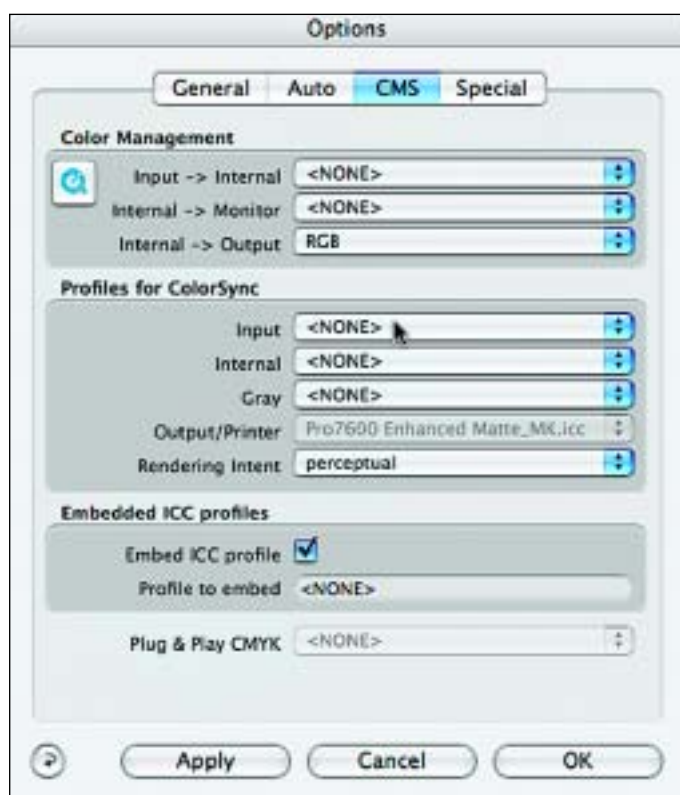 Options
General Auto CMS Special
Color Management
Input -> Internal <NONE>
Internal -> Monitor <NONE>
Internal -> Output RGB
Profiles for ColorSync
Input <NONE>
Internal <NONE>
Gray <NONE>
Output/Printer Pro7600 Enhanced Matte_MK.icc
Rendering Intent perceptual
Embedded ICC profiles
Embed ICC profile
Profile to embed <NONE>
Plug & Play CMYK <NONE>
Apply Cancel OK